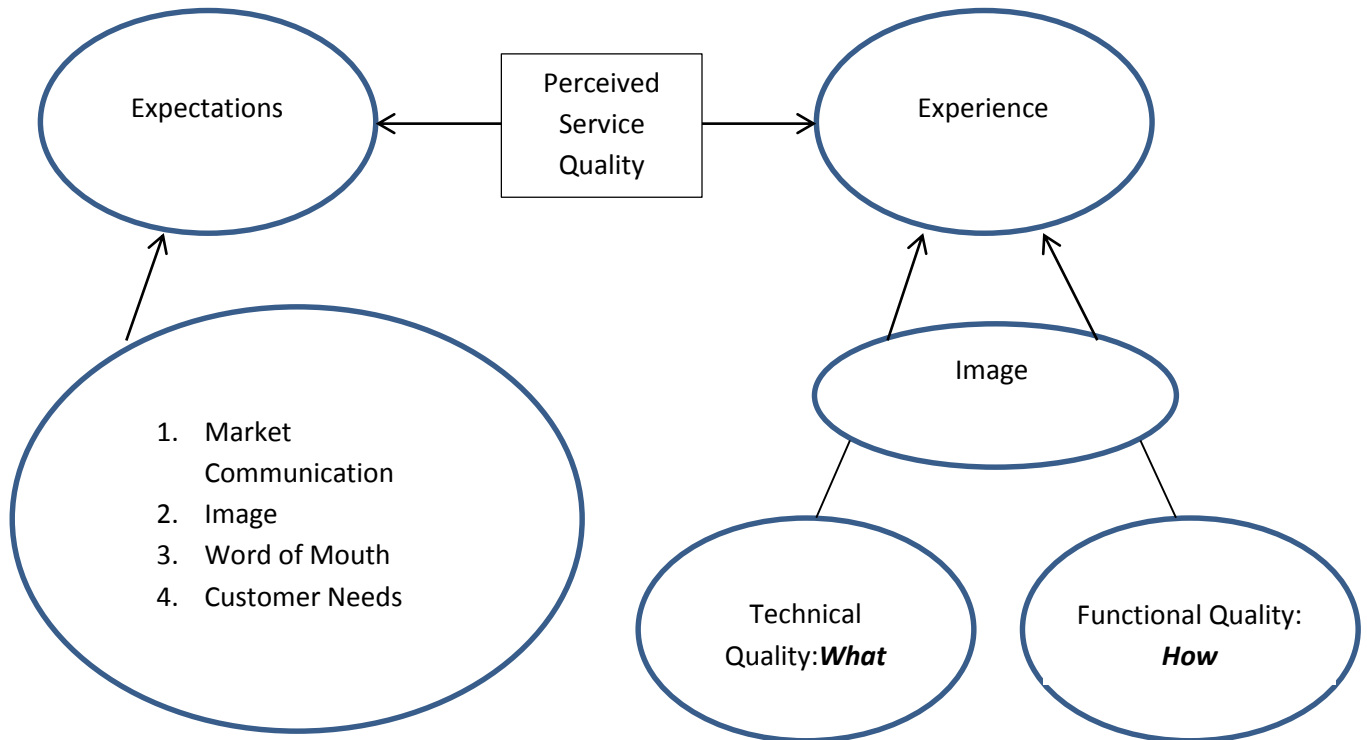 Expectations
Perceived
Service
Quality
Experience
1. Market
Communication
2. Image
3. Word of Mouth
4. Customer Needs
Image
Technical
Quality:What
Functional Quality:
How